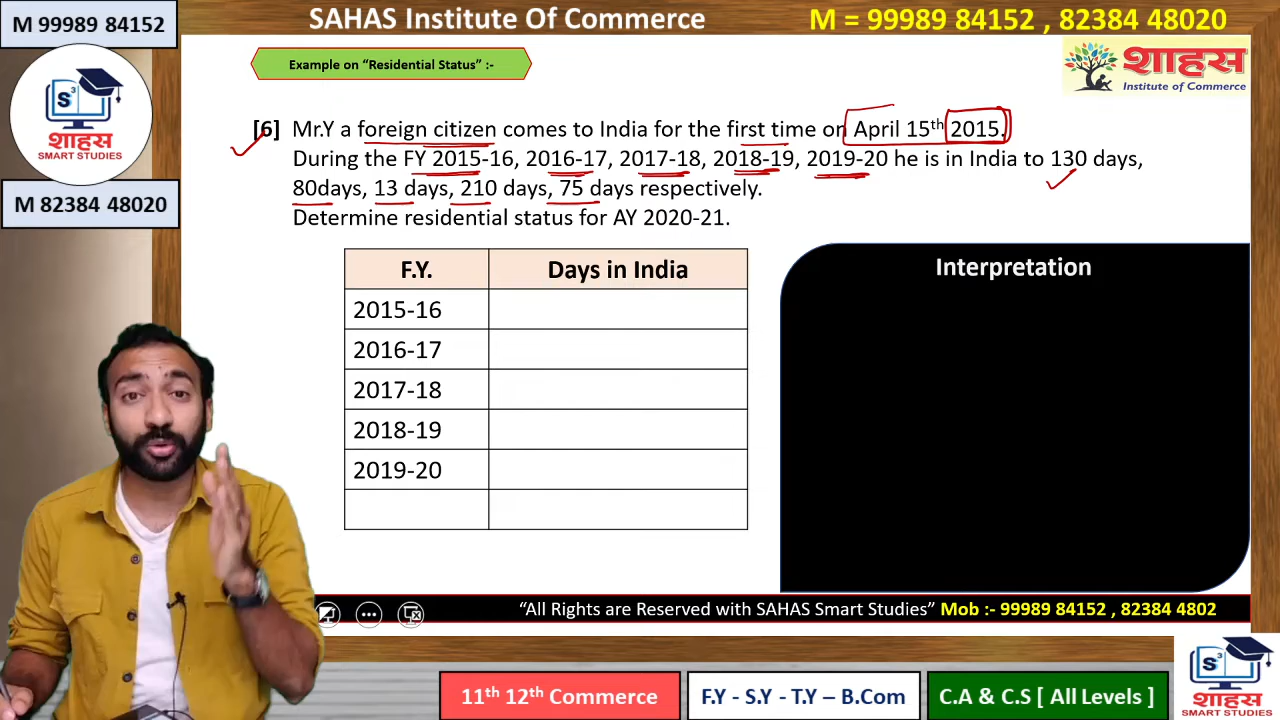 M 99989 84152
SAHAS Institute Of Commerce
M = 99989 84152 , 82384 48020
S³
शाहस
SMART STUDIES
M 82384 48020
Example on “Residential Status” :-
शाहस
Institute of Commerce
[6] Mr.Y a foreign citizen comes to India for the first time on April 15th 2015.
During the FY 2015-16, 2016-17, 2017-18, 2018-19, 2019-20 he is in India to 130 days,
80days, 13 days, 210 days, 75 days respectively.
Determine residential status for AY 2020-21.
F.Y. Days in India
2015-16
2016-17
2017-18
2018-19
2019-20
Interpretation
“All Rights are Reserved with SAHAS Smart Studies” Mob :- 99989 84152 , 82384 4802
11th 12th Commerce
F.Y - S.Y - T.Y – B.Com
C.A & C.S [ All Levels ]
S³
शाहस
SMART STUDIES